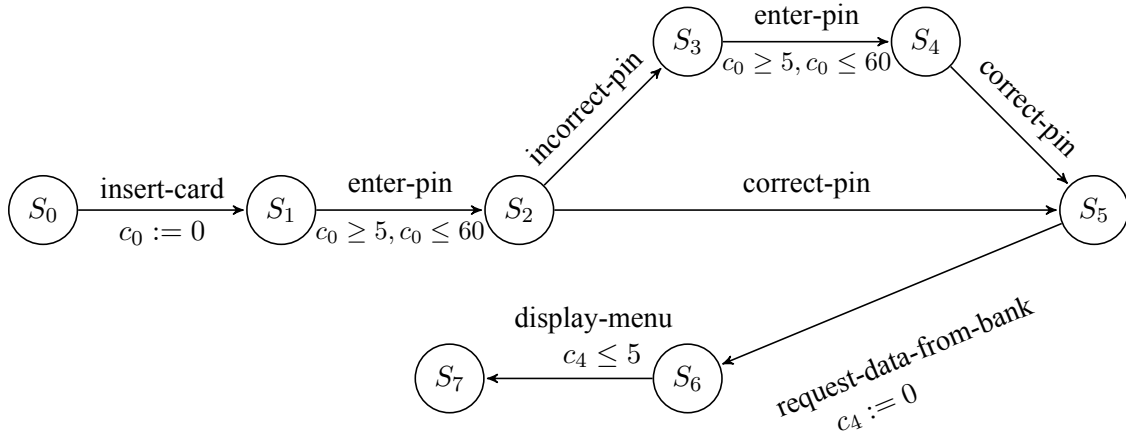 enter-pin
S₃
c₀ ≥ 5, c₀ ≤ 60
S₄
incorrect-pin
correct-pin
S₀
insert-card
c₀ := 0
S₁
enter-pin
c₀ ≥ 5, c₀ ≤ 60
S₂
correct-pin
S₅
display-menu
c₄ ≤ 5
S₇
S₆
request-data-from-bank
c₄ := 0